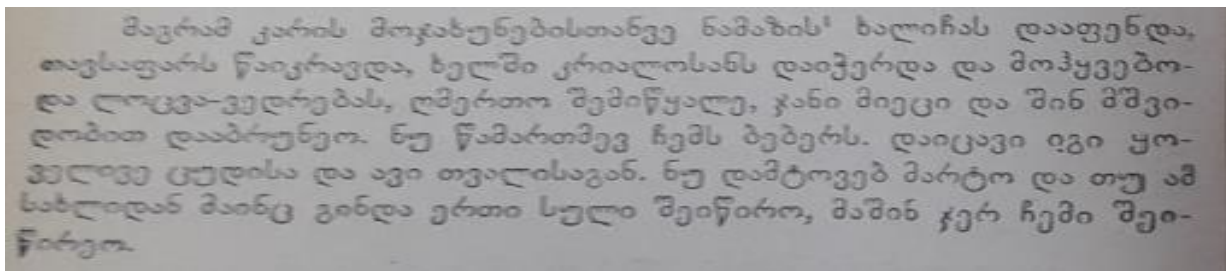 მაგრამ კარის მოჯახუნებისთანვე ნამაზის¹ ხალიჩას დააფენდა,
თავსაფარს წაიკრავდა, ხელში კრიალოსანს დაიჭერდა და მოჰყვებო-
და ლოცვა-ვედრებას, ღმერთო შემიწყალე, ჯანი მიეცი და შინ მშვი-
დობით დააბრუნეო. ნუ წამართმევ ჩემს ბებერს. დაიცავი იგი ყო-
ველივე ცუდისა და ავი თვალისაგან. ნუ დამტოვებ მარტო და თუ ამ
სახლიდან მაინც გინდა ერთი სული შეიწირო, მაშინ ჯერ ჩემი შეი-
წირეო.